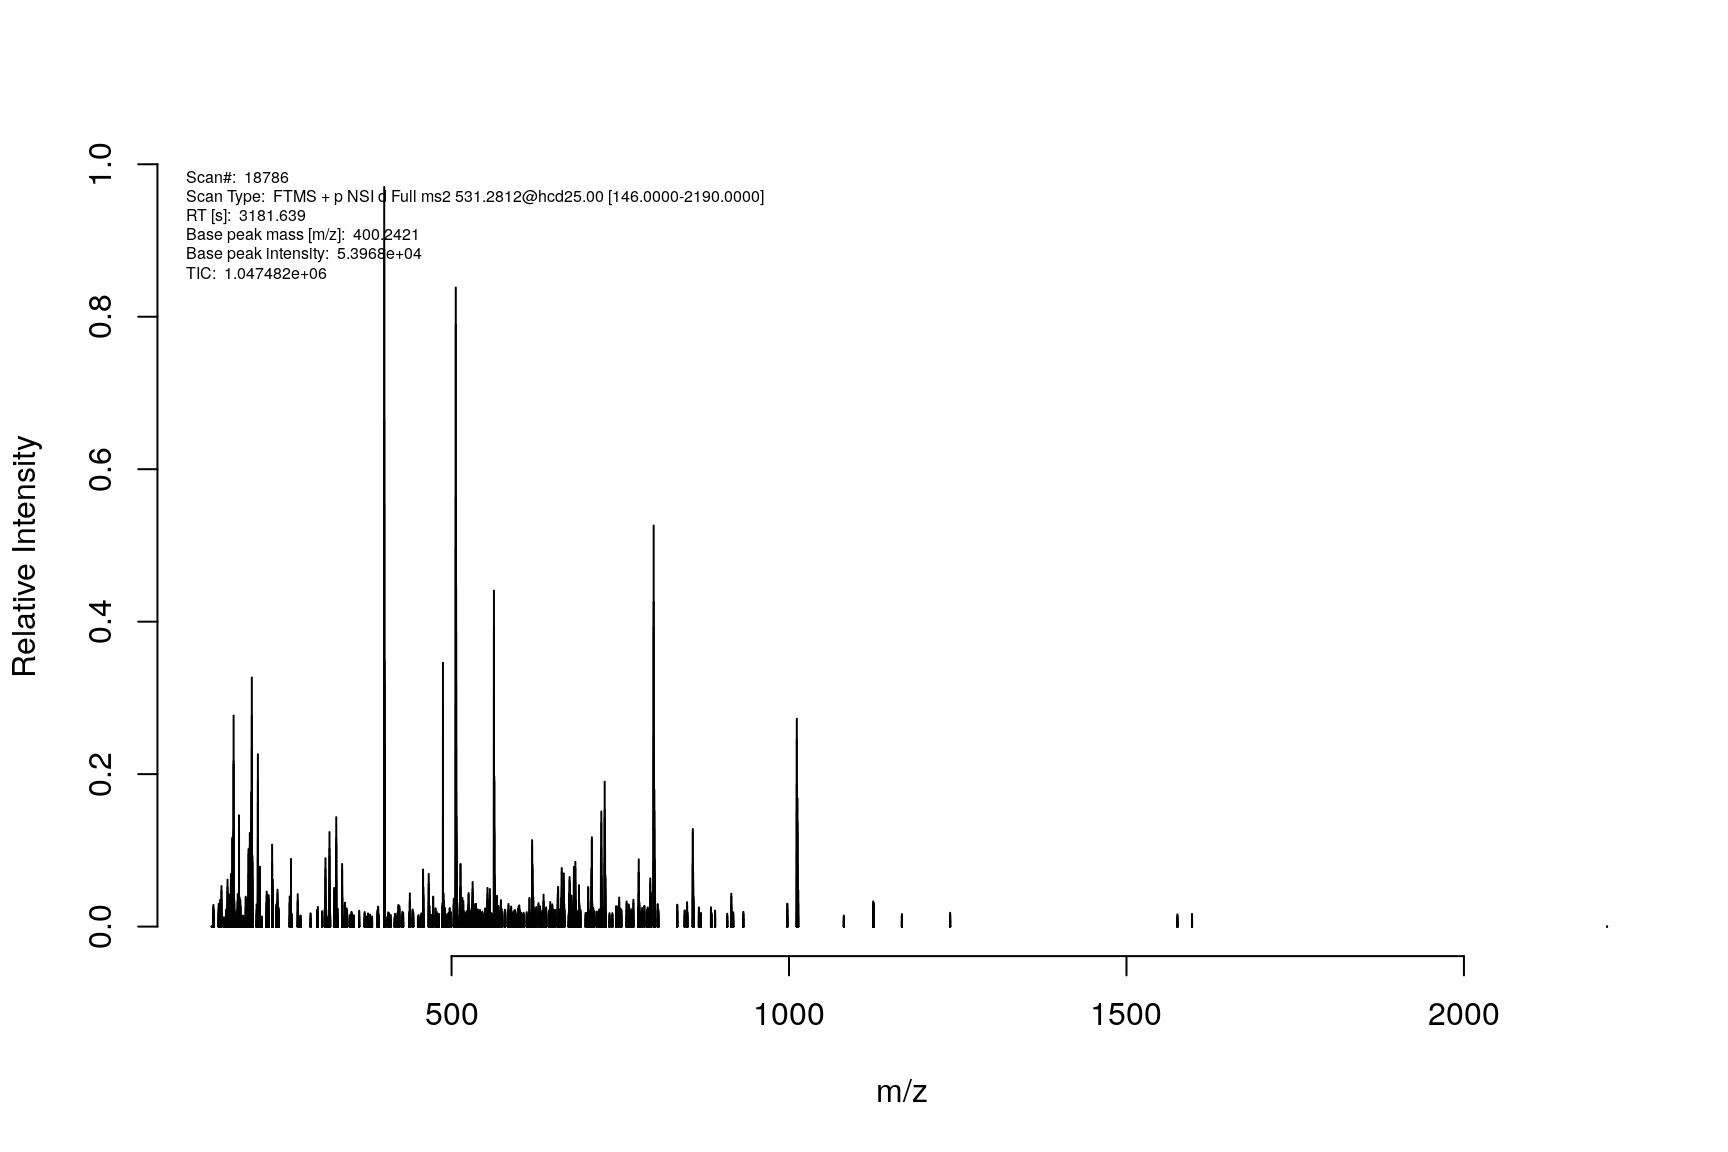 Scan#: 18786
Scan Type: FTMS + p NSI d Full ms2 531.2812@hcd25.00 [146.0000-2190.0000]
RT [s]: 3181.639
Base peak mass [m/z]: 400.2421
Base peak intensity: 5.3968e+04
TIC: 1.047482e+06
1.0
0.8
0.6
0.4
0.2
0.0
Relative Intensity
500 1000 1500 2000
m/z